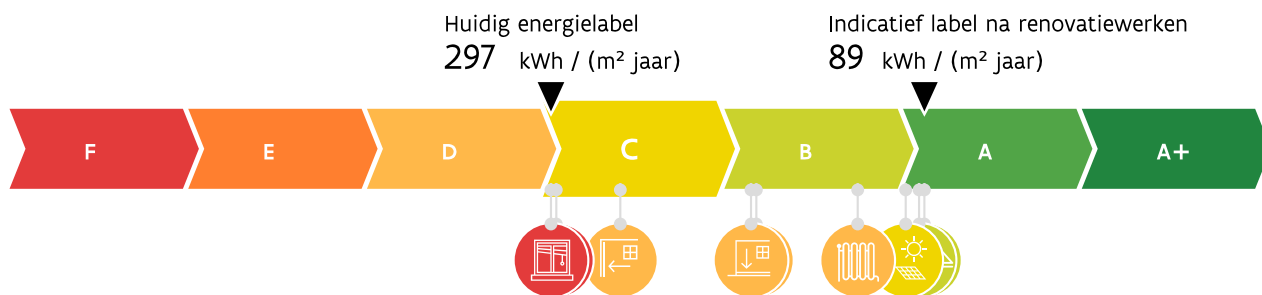 Huidig energielabel
297 kWh / (m² jaar)
Indicatief label na renovatiewerken
89 kWh / (m² jaar)
F E D C B A A+